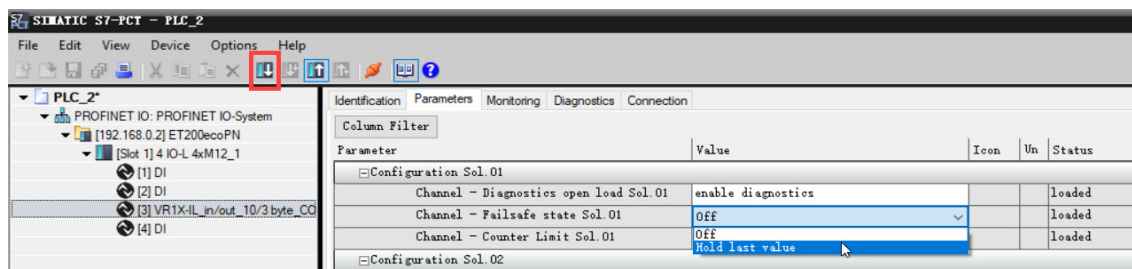 SIMATIC S7-PCT - PLC_2
File Edit View Device Options Help
PLC_2*
PROFINET IO: PROFINET IO-System
[192.168.0.2] ET200ecoPN
[Slot 1] 4 IO-L 4xM12_1
[1] DI
[2] DI
[3] VR1X-IL_in/out_10/3 byte_CO
[4] DI
Identification Parameters Monitoring Diagnostics Connection
Column Filter
Parameter Value Icon Un Status
Configuration Sol.01
Channel - Diagnostics open load Sol.01 enable diagnostics loaded
Channel - Failsafe state Sol.01 Off loaded
Channel - Counter Limit Sol.01 Off loaded
Hold last value
Configuration Sol.02